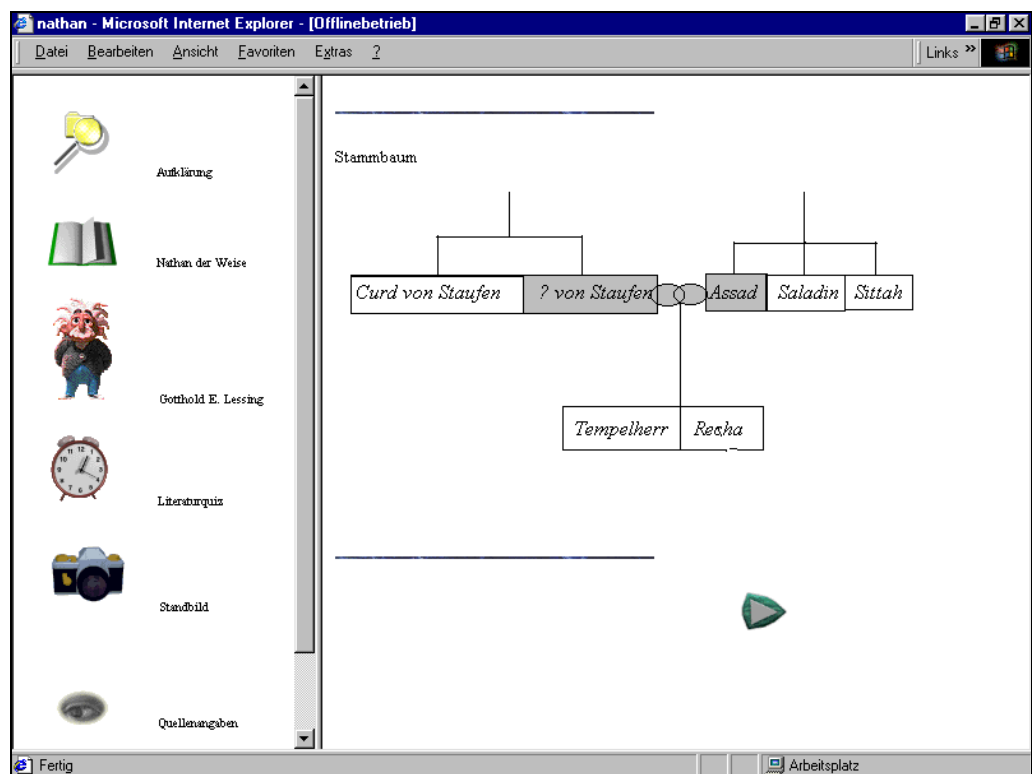 nathan - Microsoft Internet Explorer - [Offlinebetrieb]
Datei Bearbeiten Ansicht Favoriten Extras ?
Links »
Aufklärung
Nathan der Weise
Gotthold E. Lessing
Literaturquiz
Standbild
Quellenangaben
Stammbaum
Curd von Staufen ? von Staufen Assad Saladin Sittah
Tempelherr Recha
Fertig
Arbeitsplatz